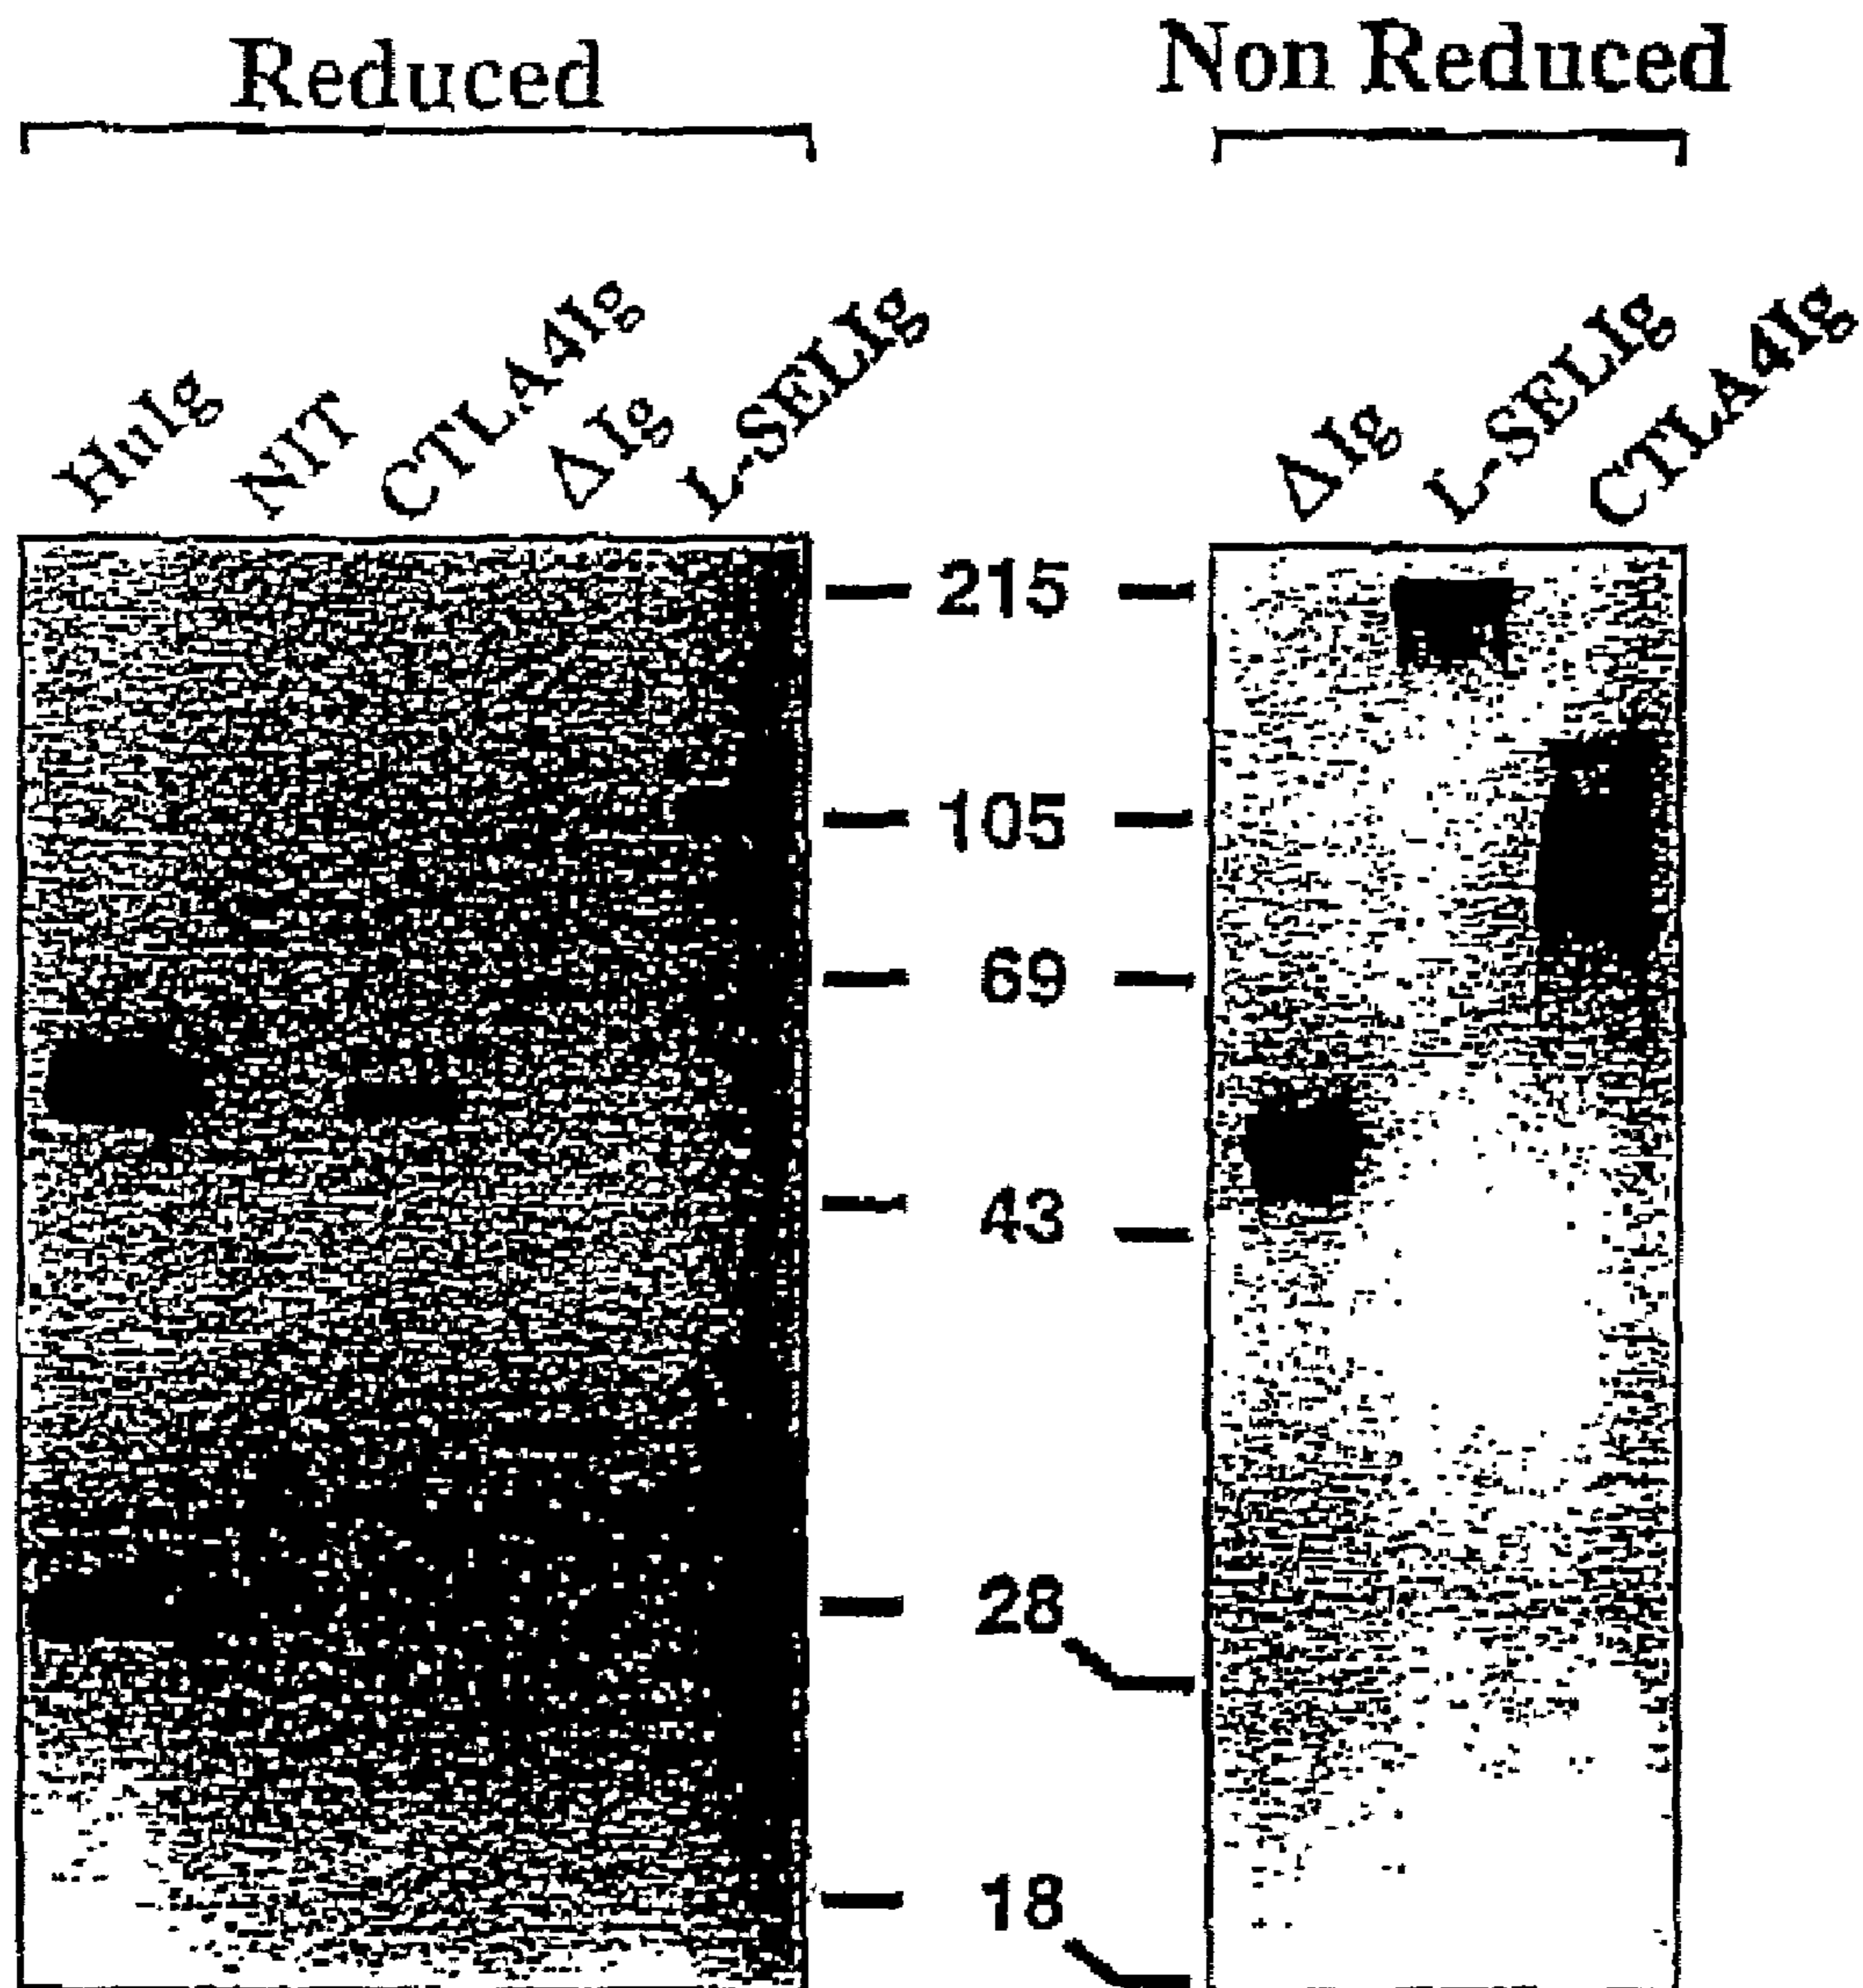 Reduced
Non Reduced
HuIg
NIT
CTLA4Ig
ΔIg
L-SELIg
ΔIg
L-SELIg
CTLA4Ig
215
105
69
43
28
18